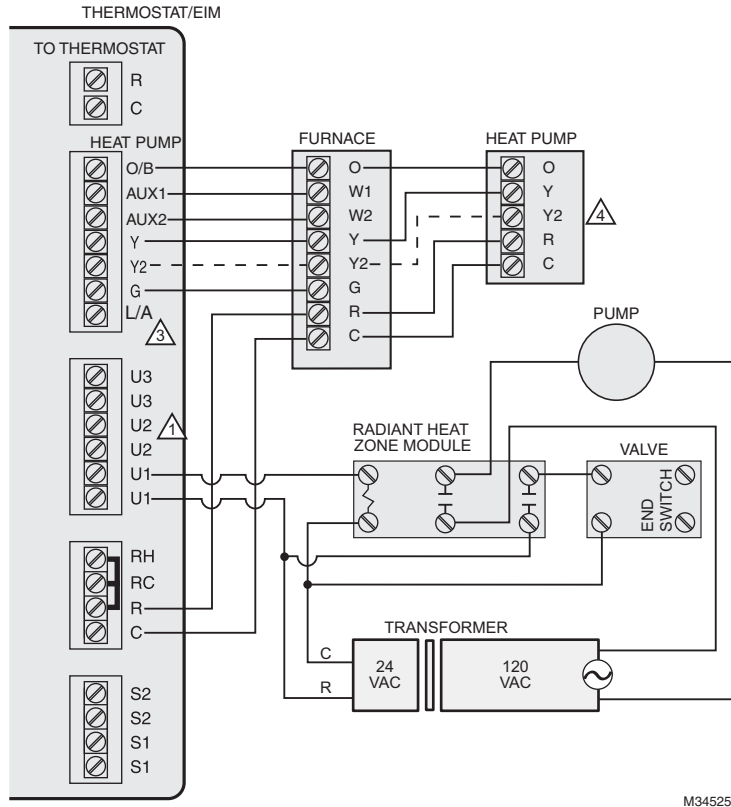 THERMOSTAT/EIM
TO THERMOSTAT
R
C
HEAT PUMP
O/B
AUX1
AUX2
Y
Y2
G
L/A
3
U3
U3
U2
1
U2
U1
U1
RH
RC
R
C
S2
S2
S1
S1
FURNACE
O
W1
W2
Y
Y2
G
R
C
HEAT PUMP
O
Y
Y2
4
R
C
PUMP
RADIANT HEAT
ZONE MODULE
VALVE
END
SWITCH
TRANSFORMER
C
R
24
VAC
120
VAC
M34525